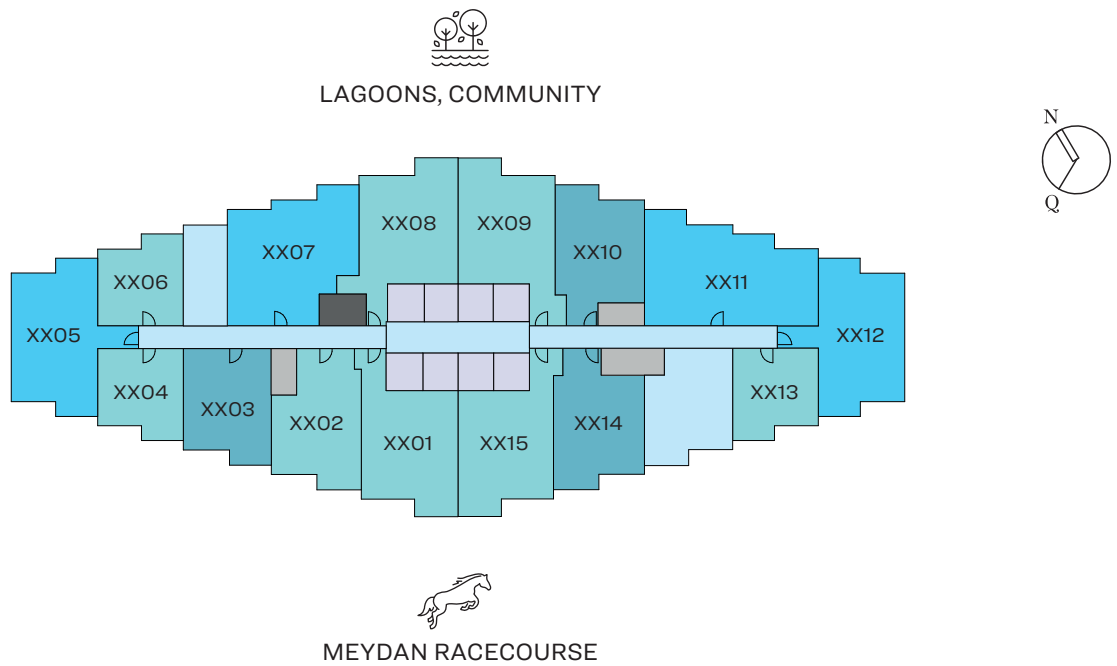 LAGOONS, COMMUNITY
N
Q
XX08
XX09
XX07
XX10
XX06
XX11
XX05
XX12
XX04
XX13
XX03
XX02
XX14
XX01
XX15
MEYDAN RACECOURSE